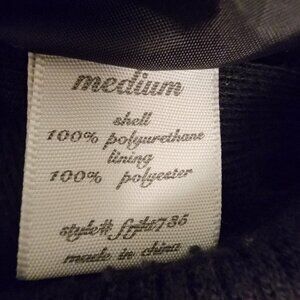 medium
shell
100% polyurethane
lining
100% polyester
style#
made in china